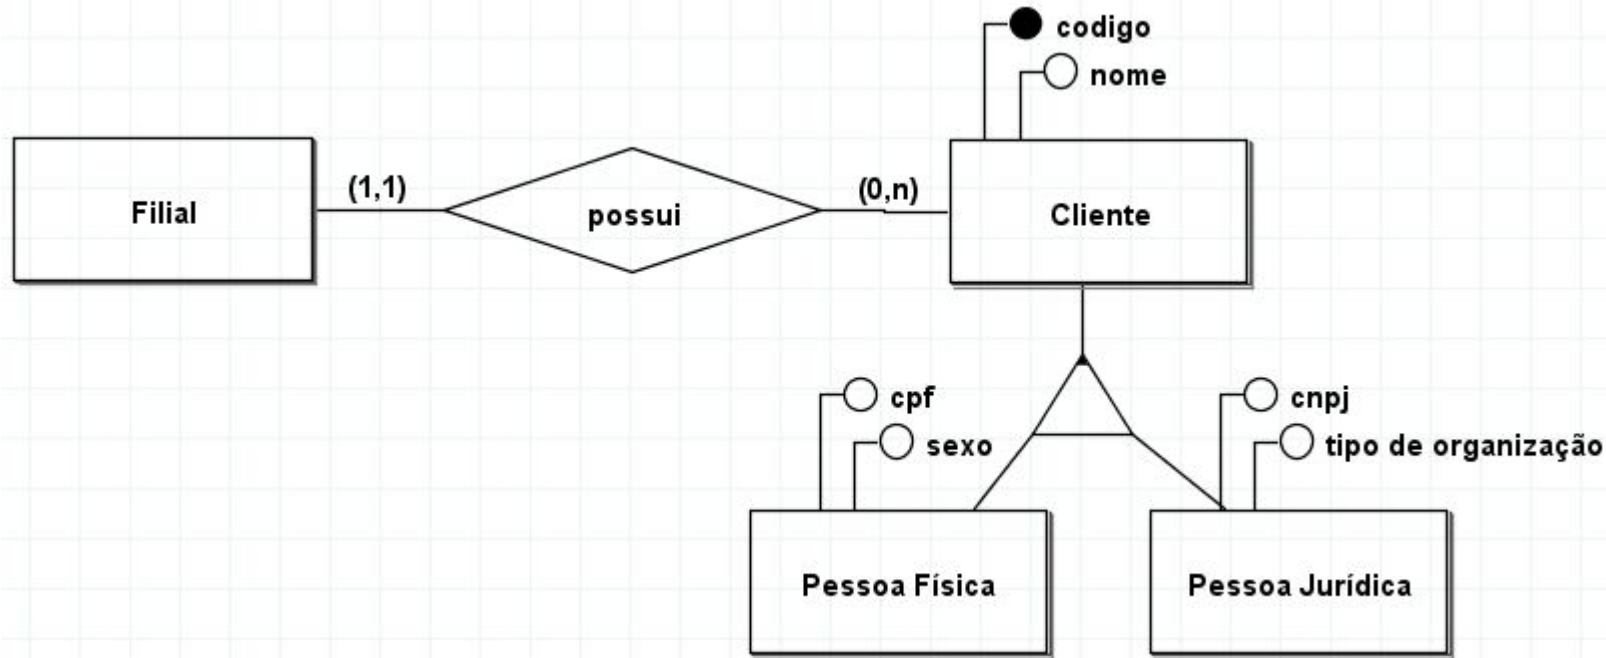 codigo
nome
Filial
(1,1)
possui
(0,n)
Cliente
cpf
sexo
cnpj
tipo de organização
Pessoa Física
Pessoa Jurídica